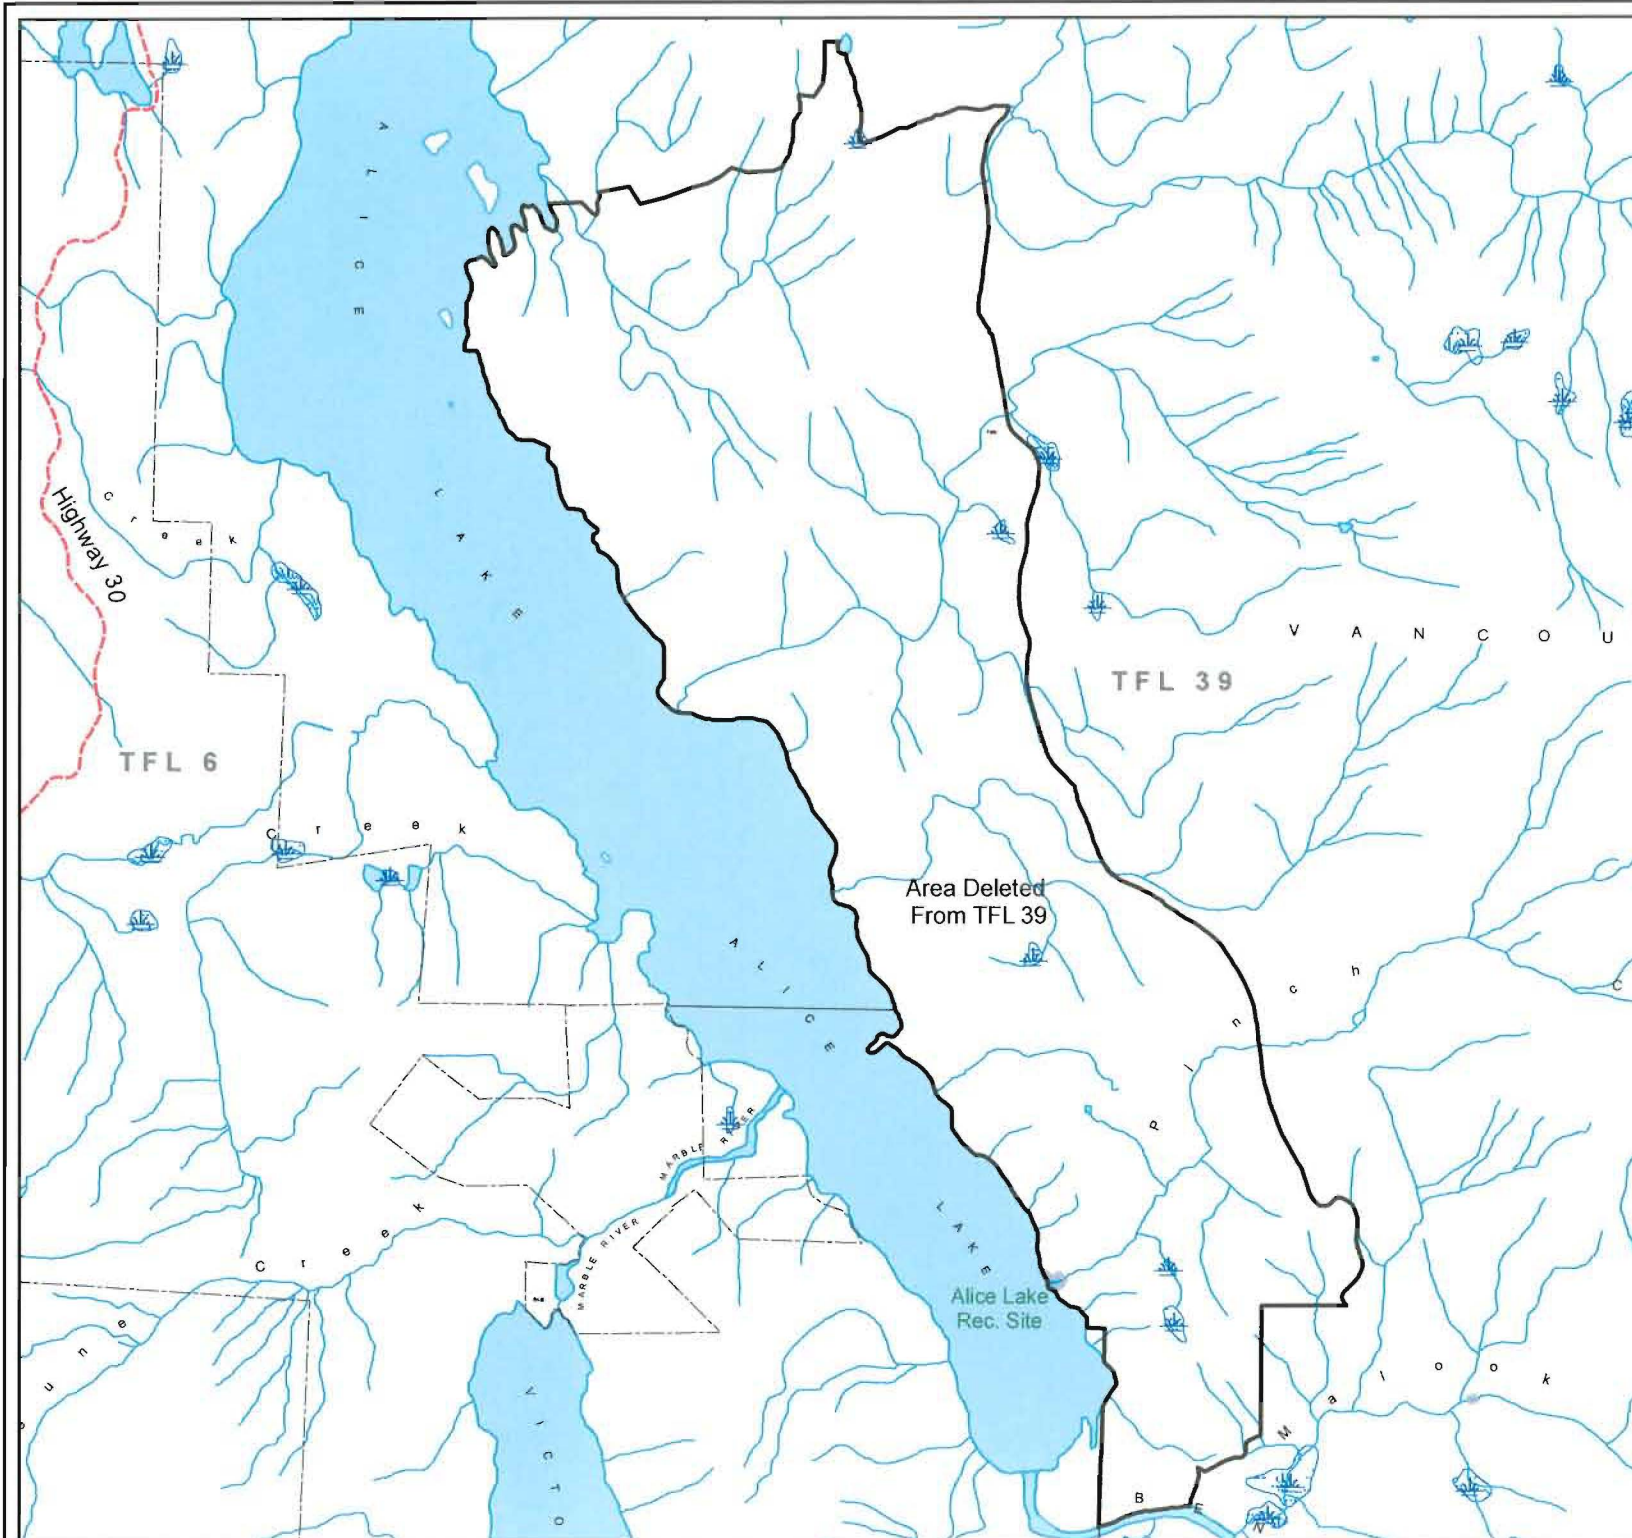 ALICE
LAKE
Highway 30
Creek
VANCOU
TFL 39
TFL 6
Creek
Area Deleted
From TFL 39
ALICE
LAKE
Pinch
C
MARBLE RIVER
MARBLE RIVER
Creek
une
Alice Lake
Rec. Site
Malook
VICTO
B E N